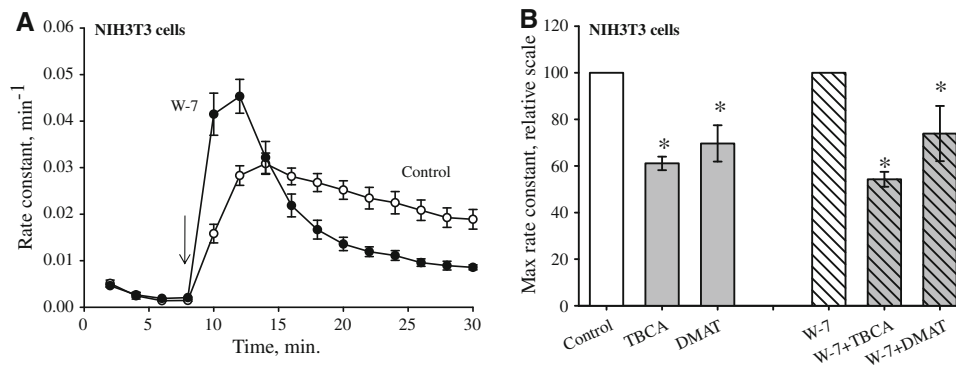 A
NIH3T3 cells
Rate constant, min-1
0.06
0.05
0.04
0.03
0.02
0.01
0.00
W-7
Control
0 5 10 15 20 25 30
Time, min.
B
NIH3T3 cells
Max rate constant, relative scale
120
100
80
60
40
20
0
* * * *
Control TBCA DMAT W-7 W-7+TBCA W-7+DMAT